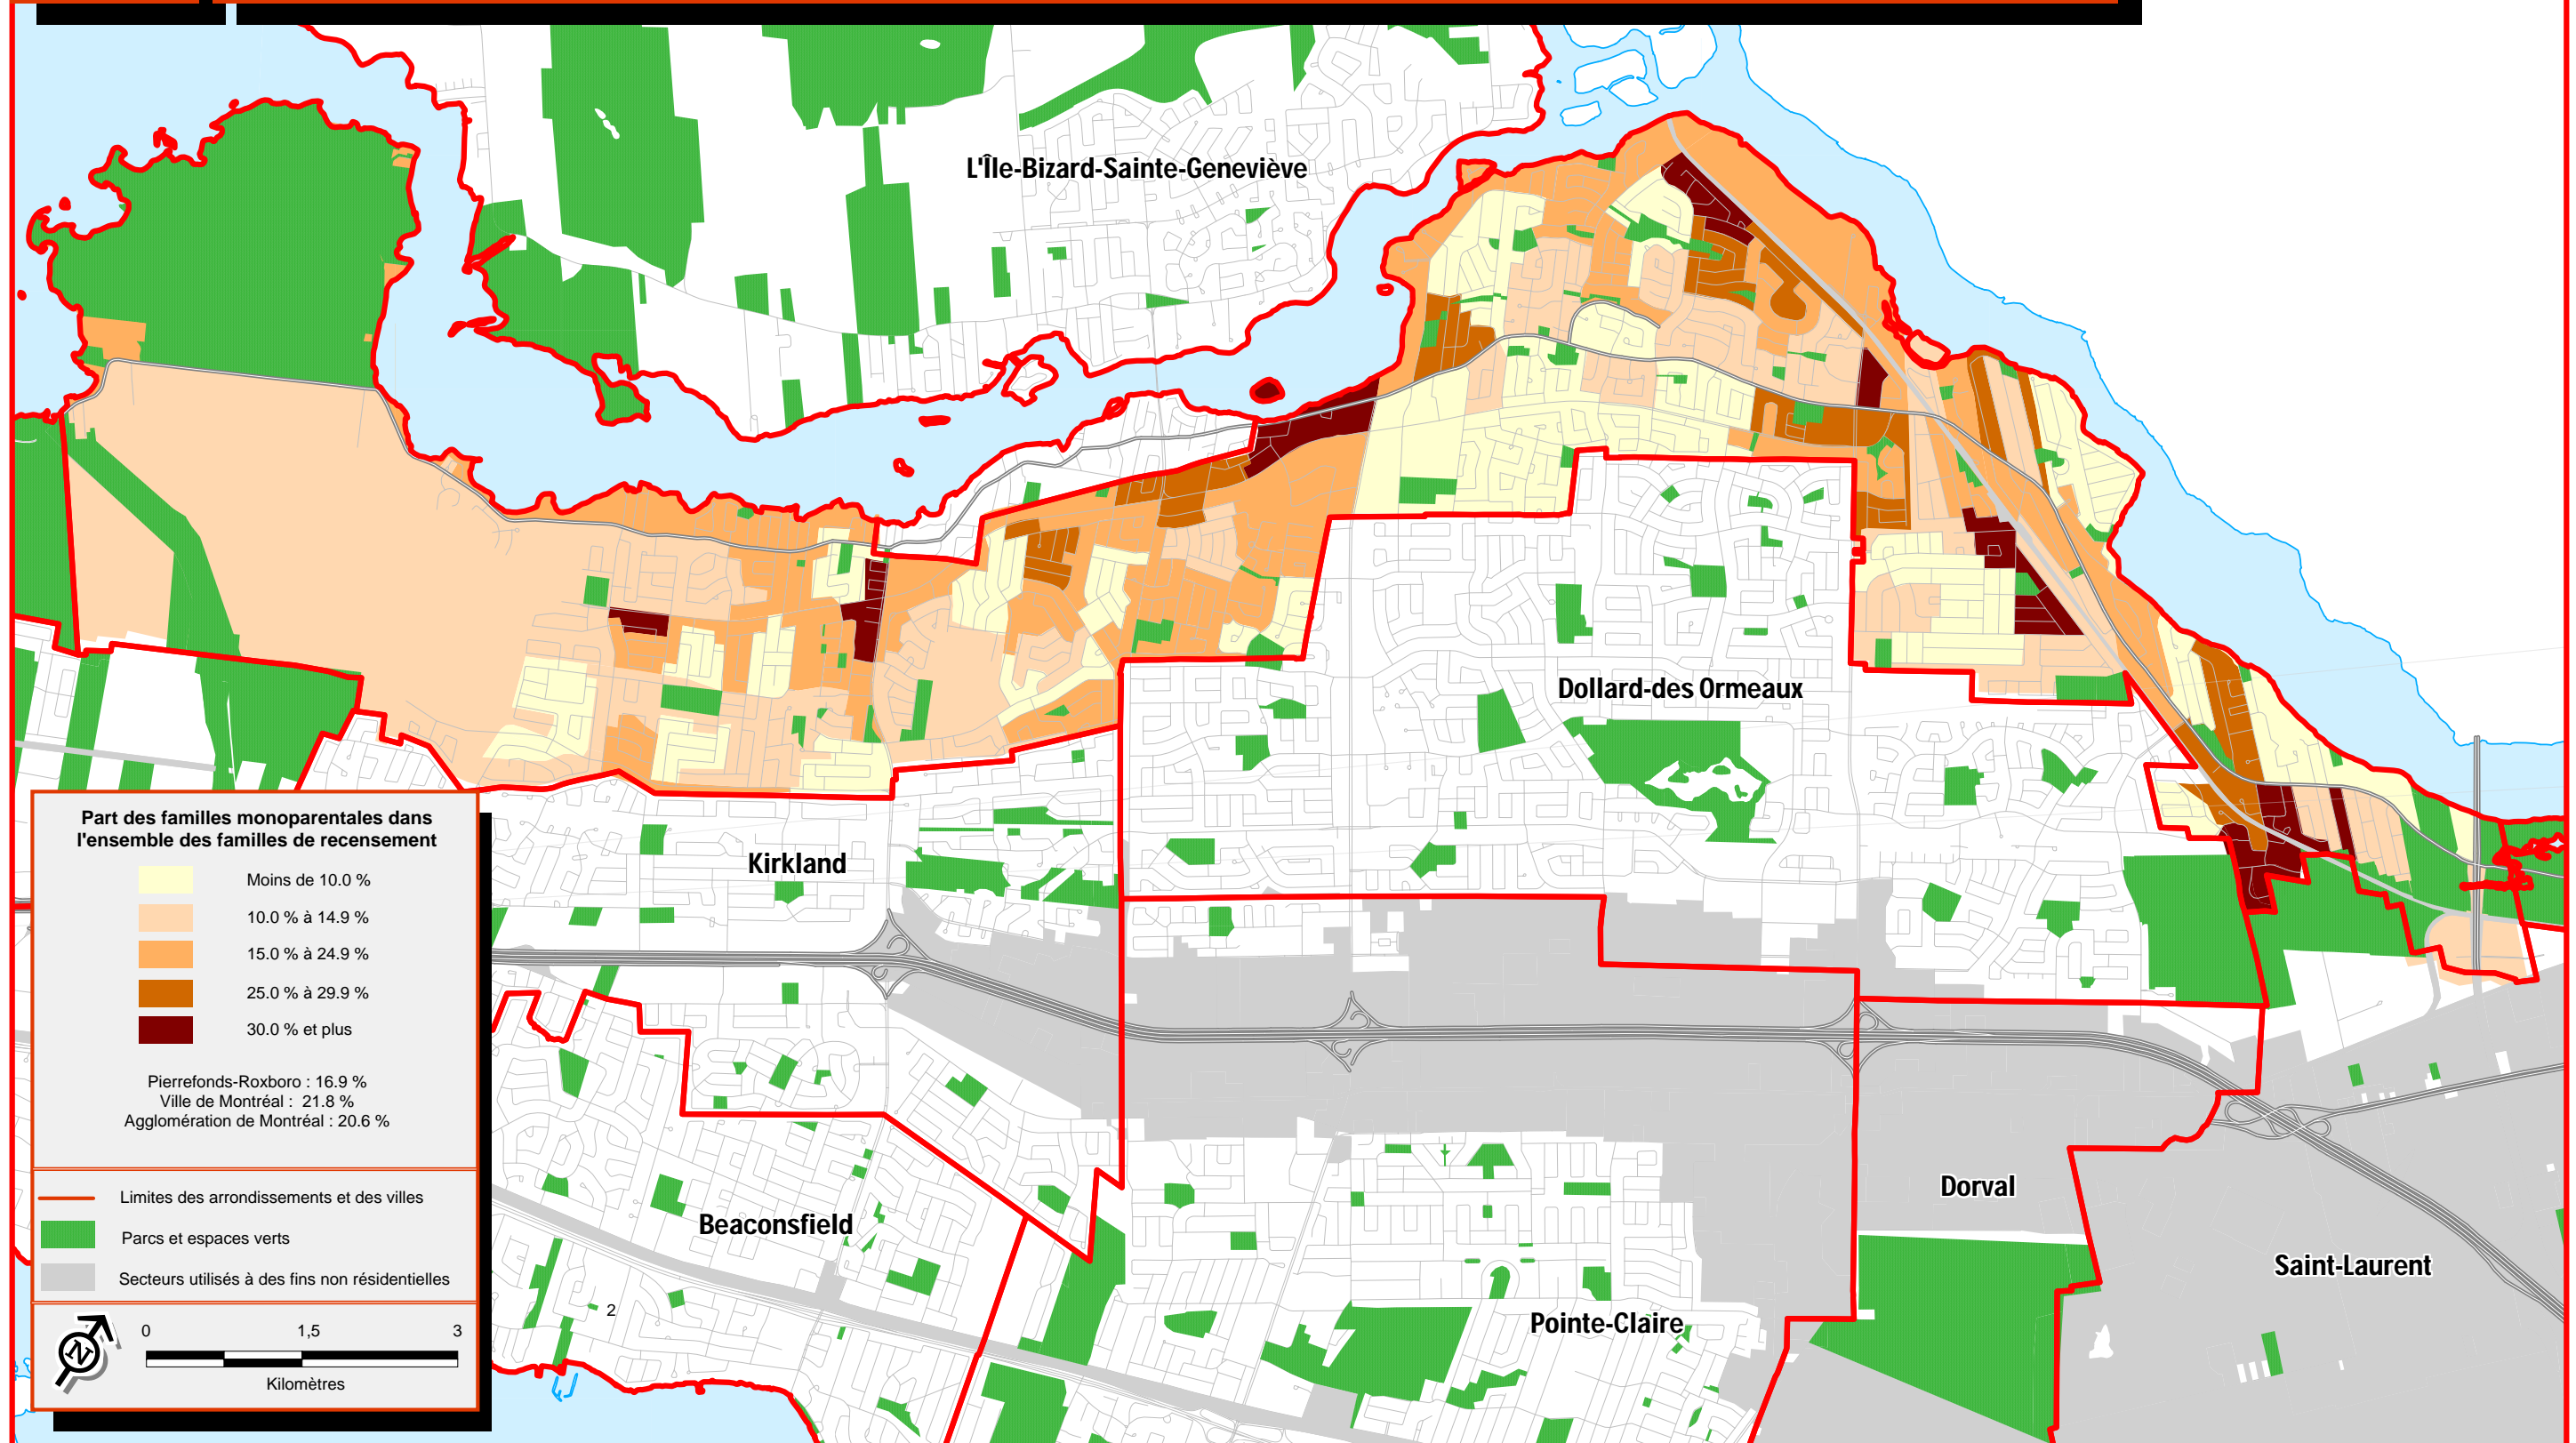 L'Île-Bizard-Sainte-Geneviève
Dollard-des Ormeaux
Kirkland
Beaconsfield
Pointe-Claire
Dorval
Saint-Laurent
2
Part des familles monoparentales dans
l'ensemble des familles de recensement
Moins de 10.0 %
10.0 % à 14.9 %
15.0 % à 24.9 %
25.0 % à 29.9 %
30.0 % et plus
Pierrefonds-Roxboro : 16.9 %
Ville de Montréal : 21.8 %
Agglomération de Montréal : 20.6 %
Limites des arrondissements et des villes
Parcs et espaces verts
Secteurs utilisés à des fins non résidentielles
N
0 1,5 3
Kilomètres